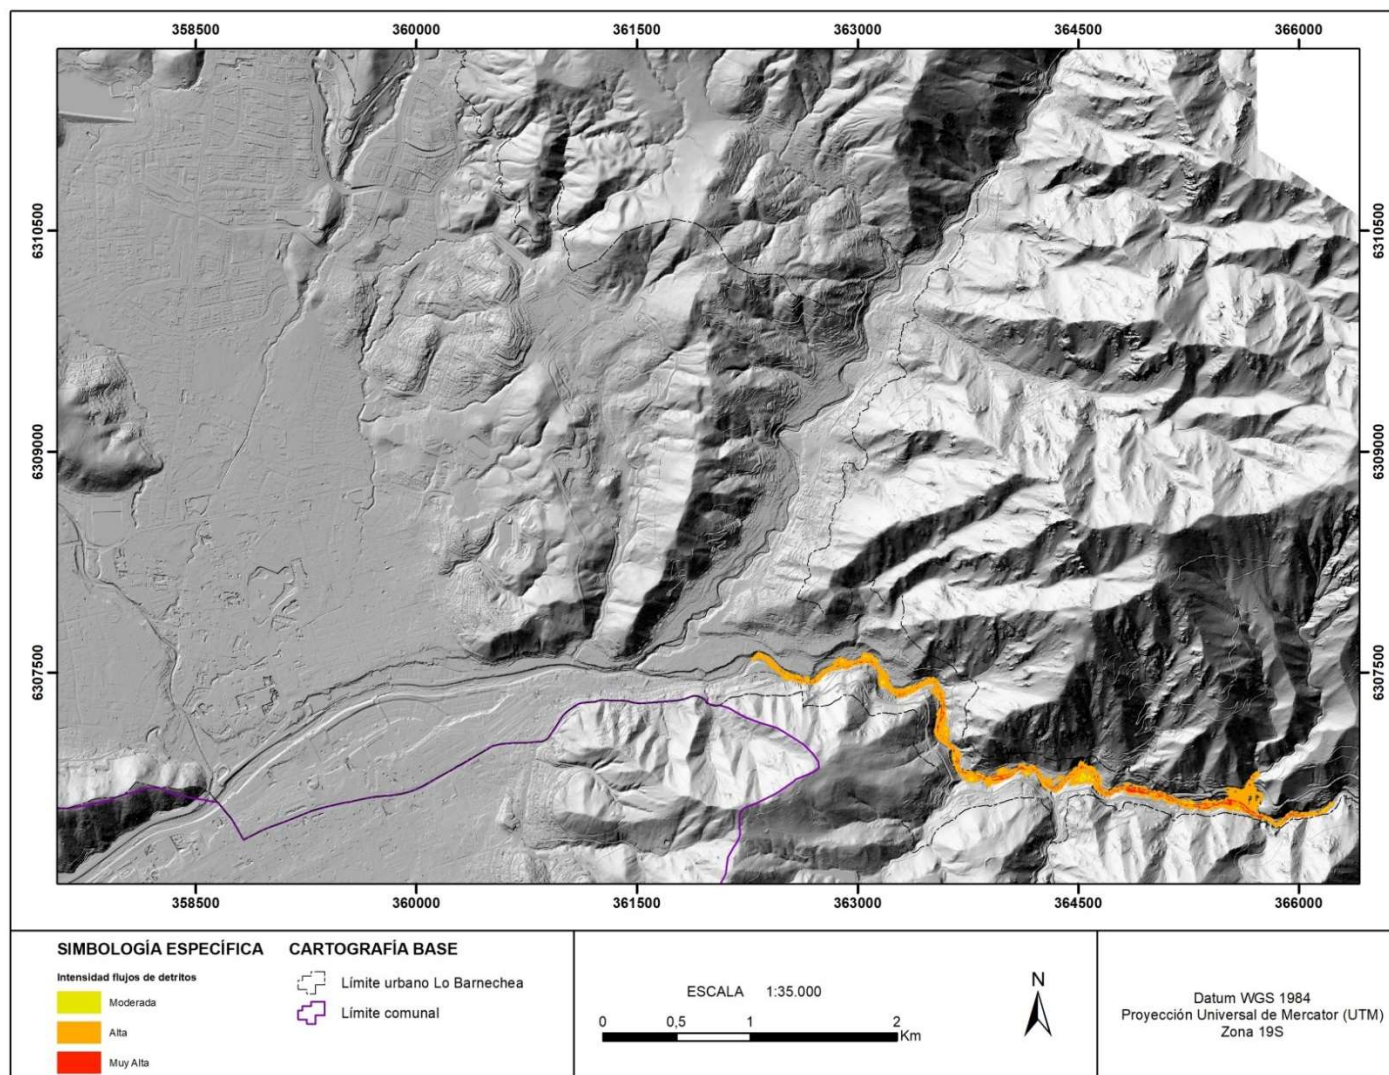 358500 360000 361500 363000 364500 366000
6310500 6310500
6309000 6309000
6307500 6307500
358500 360000 361500 363000 364500 366000
SIMBOLOGÍA ESPECÍFICA
Intensidad flujos de detritos
Moderada
Alta
Muy Alta
CARTOGRAFÍA BASE
Límite urbano Lo Barnechea
Límite comunal
ESCALA 1:35.000
0 0,5 1 2
Km
N
Datum WGS 1984
Proyección Universal de Mercator (UTM)
Zona 19S